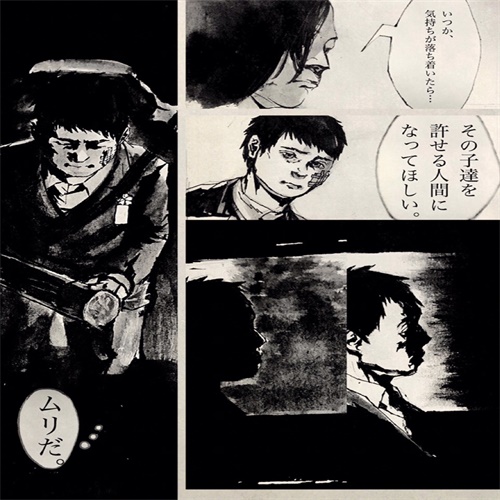 いつか、
気持ちが落ち着いたら…
その子達を
許せる人間に
なってほしい。
…ムリだ。